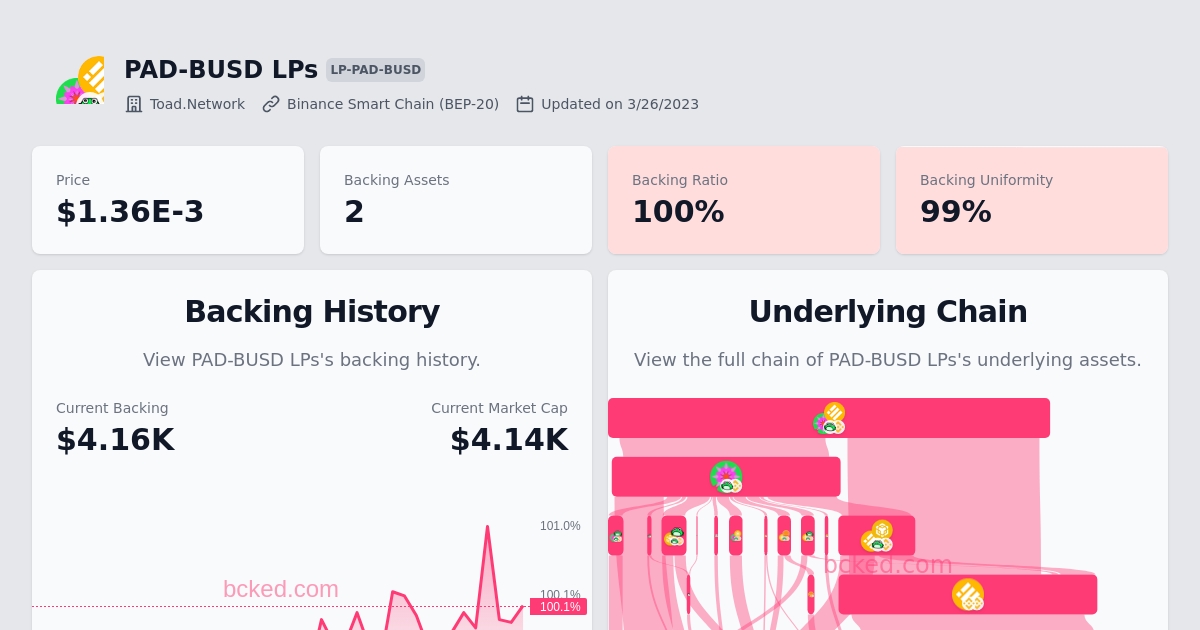 PAD-BUSD LPs LP-PAD-BUSD
Toad.Network Binance Smart Chain (BEP-20) Updated on 3/26/2023
Price
$1.36E-3
Backing Assets
2
Backing Ratio
100%
Backing Uniformity
99%
Backing History
View PAD-BUSD LPs's backing history.
Current Backing
$4.16K
Current Market Cap
$4.14K
101.0%
100.1%
100.1%
bcked.com
Underlying Chain
View the full chain of PAD-BUSD LPs's underlying assets.
bcked.com